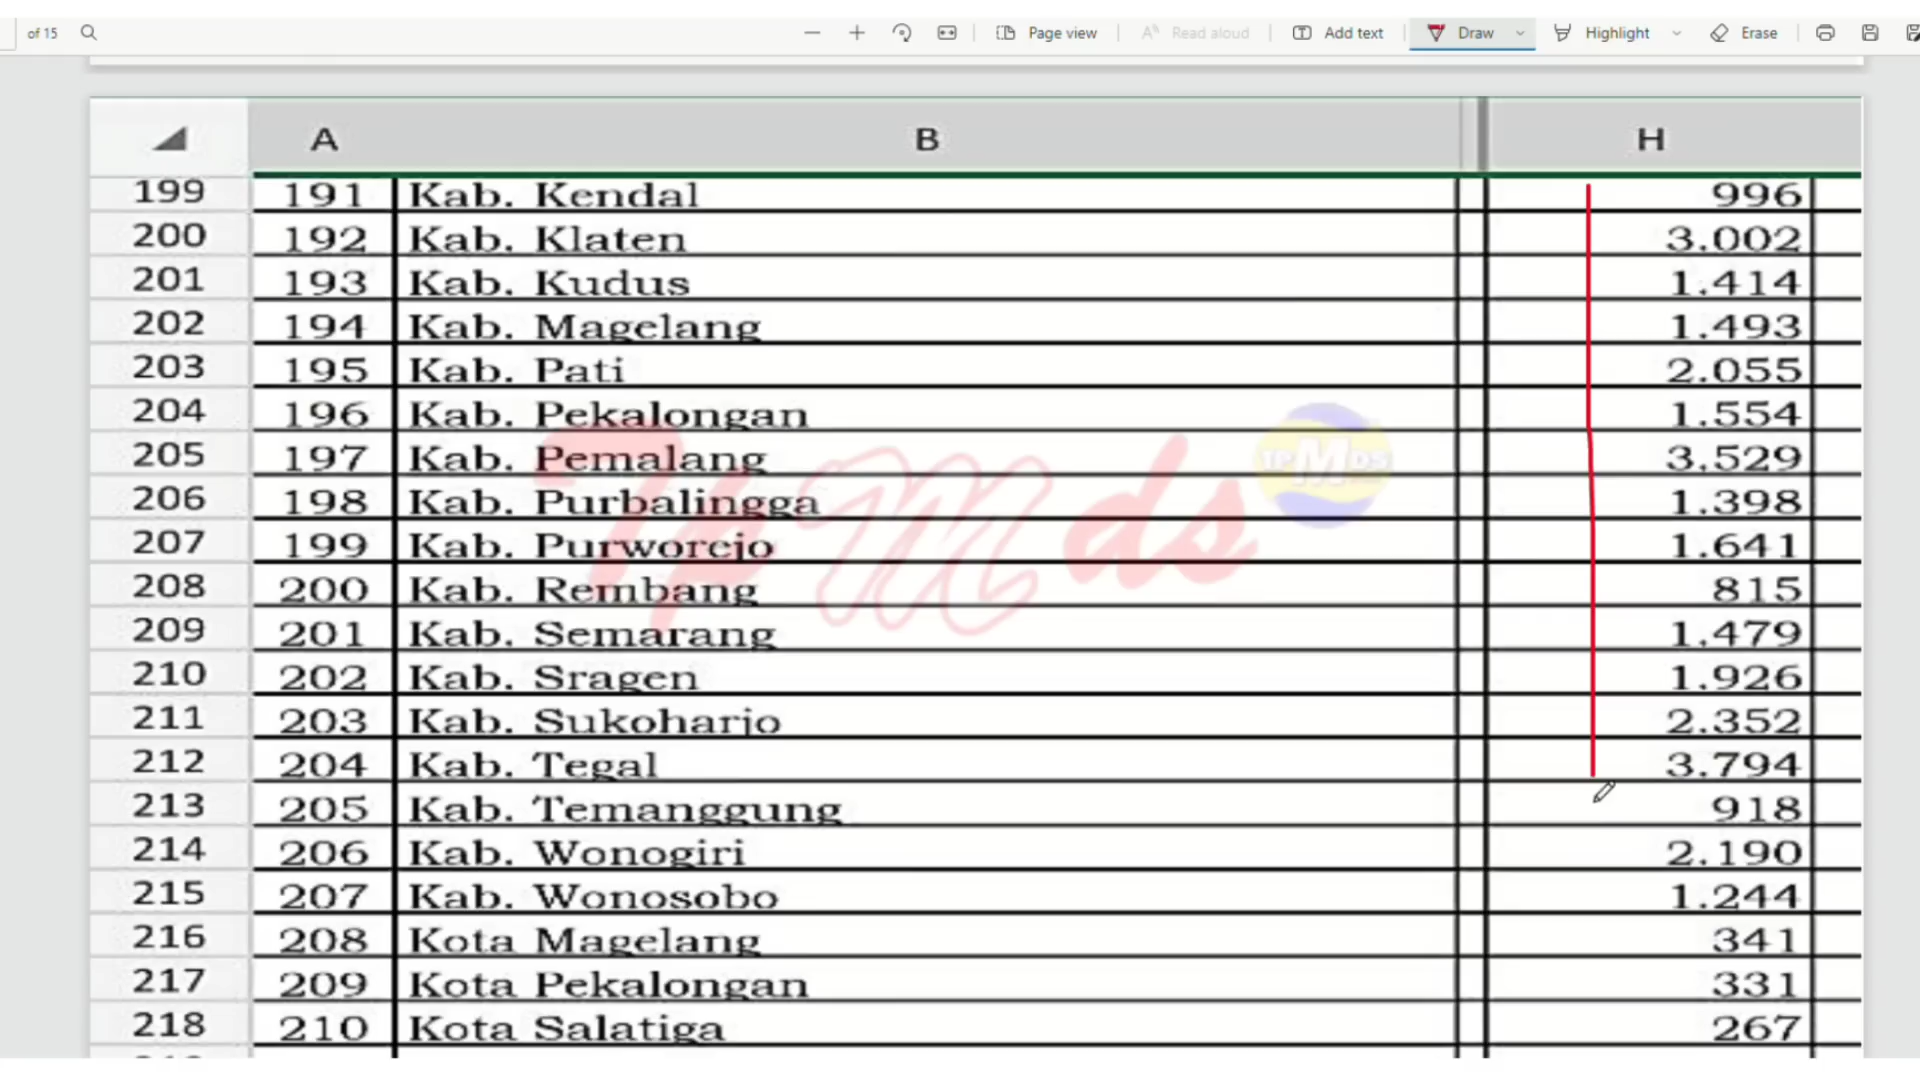 of 15 Page view Read aloud Add text Draw Highlight Erase
A B H
199 191 Kab. Kendal 996
200 192 Kab. Klaten 3.002
201 193 Kab. Kudus 1.414
202 194 Kab. Magelang 1.493
203 195 Kab. Pati 2.055
204 196 Kab. Pekalongan 1.554
205 197 Kab. Pemalang 3.529
206 198 Kab. Purbalingga 1.398
207 199 Kab. Purworejo 1.641
208 200 Kab. Rembang 815
209 201 Kab. Semarang 1.479
210 202 Kab. Sragen 1.926
211 203 Kab. Sukoharjo 2.352
212 204 Kab. Tegal 3.794
213 205 Kab. Temanggung 918
214 206 Kab. Wonogiri 2.190
215 207 Kab. Wonosobo 1.244
216 208 Kota Magelang 341
217 209 Kota Pekalongan 331
218 210 Kota Salatiga 267
TpMds
TPMDS